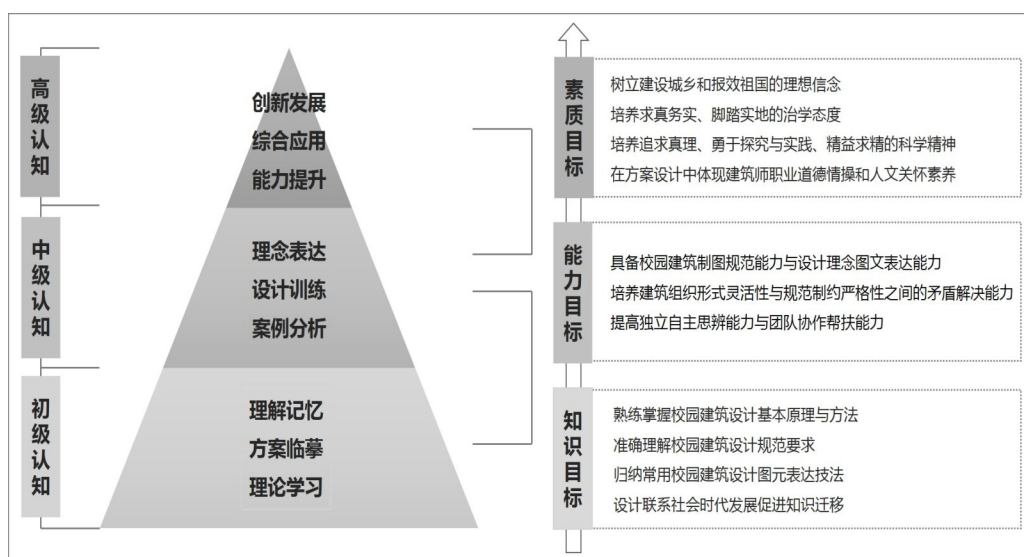 高级认知
创新发展
综合应用
能力提升
中级认知
理念表达
设计训练
案例分析
初级认知
理解记忆
方案临摹
理论学习
素质目标
树立建设城乡和报效祖国的理想信念
培养求真务实、脚踏实地的治学态度
培养追求真理、勇于探究与实践、精益求精的科学精神
在方案设计中体现建筑师职业道德情操和人文关怀素养
能力目标
具备校园建筑制图规范能力与设计理念图文表达能力
培养建筑组织形式灵活性与规范制约严格性之间的矛盾解决能力
提高独立自主思辨能力与团队协作帮扶能力
知识目标
熟练掌握校园建筑设计基本原理与方法
准确理解校园建筑设计规范要求
归纳常用校园建筑设计图元表达技法
设计联系社会时代发展促进知识迁移